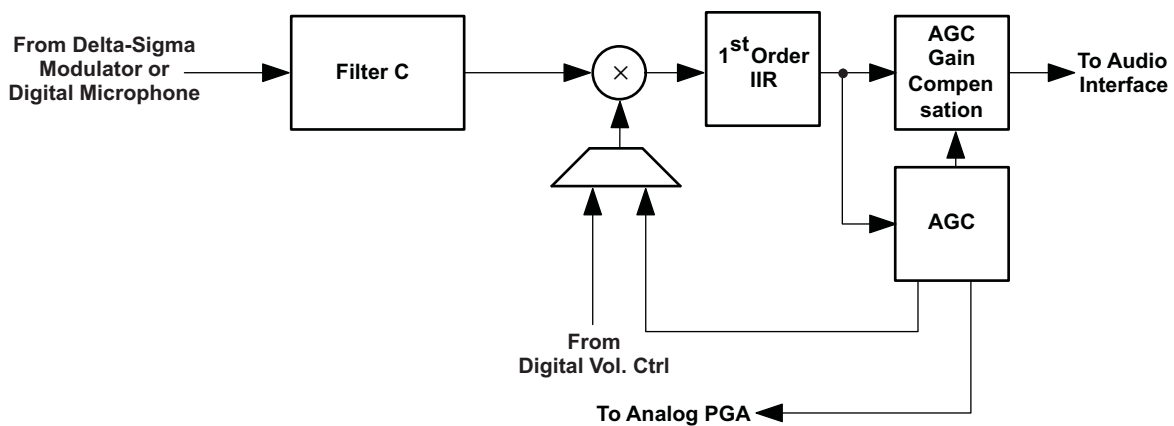 From Delta-Sigma
Modulator or
Digital Microphone
Filter C
×
1st Order
IIR
AGC
Gain
Compen
sation
To Audio
Interface
AGC
From
Digital Vol. Ctrl
To Analog PGA